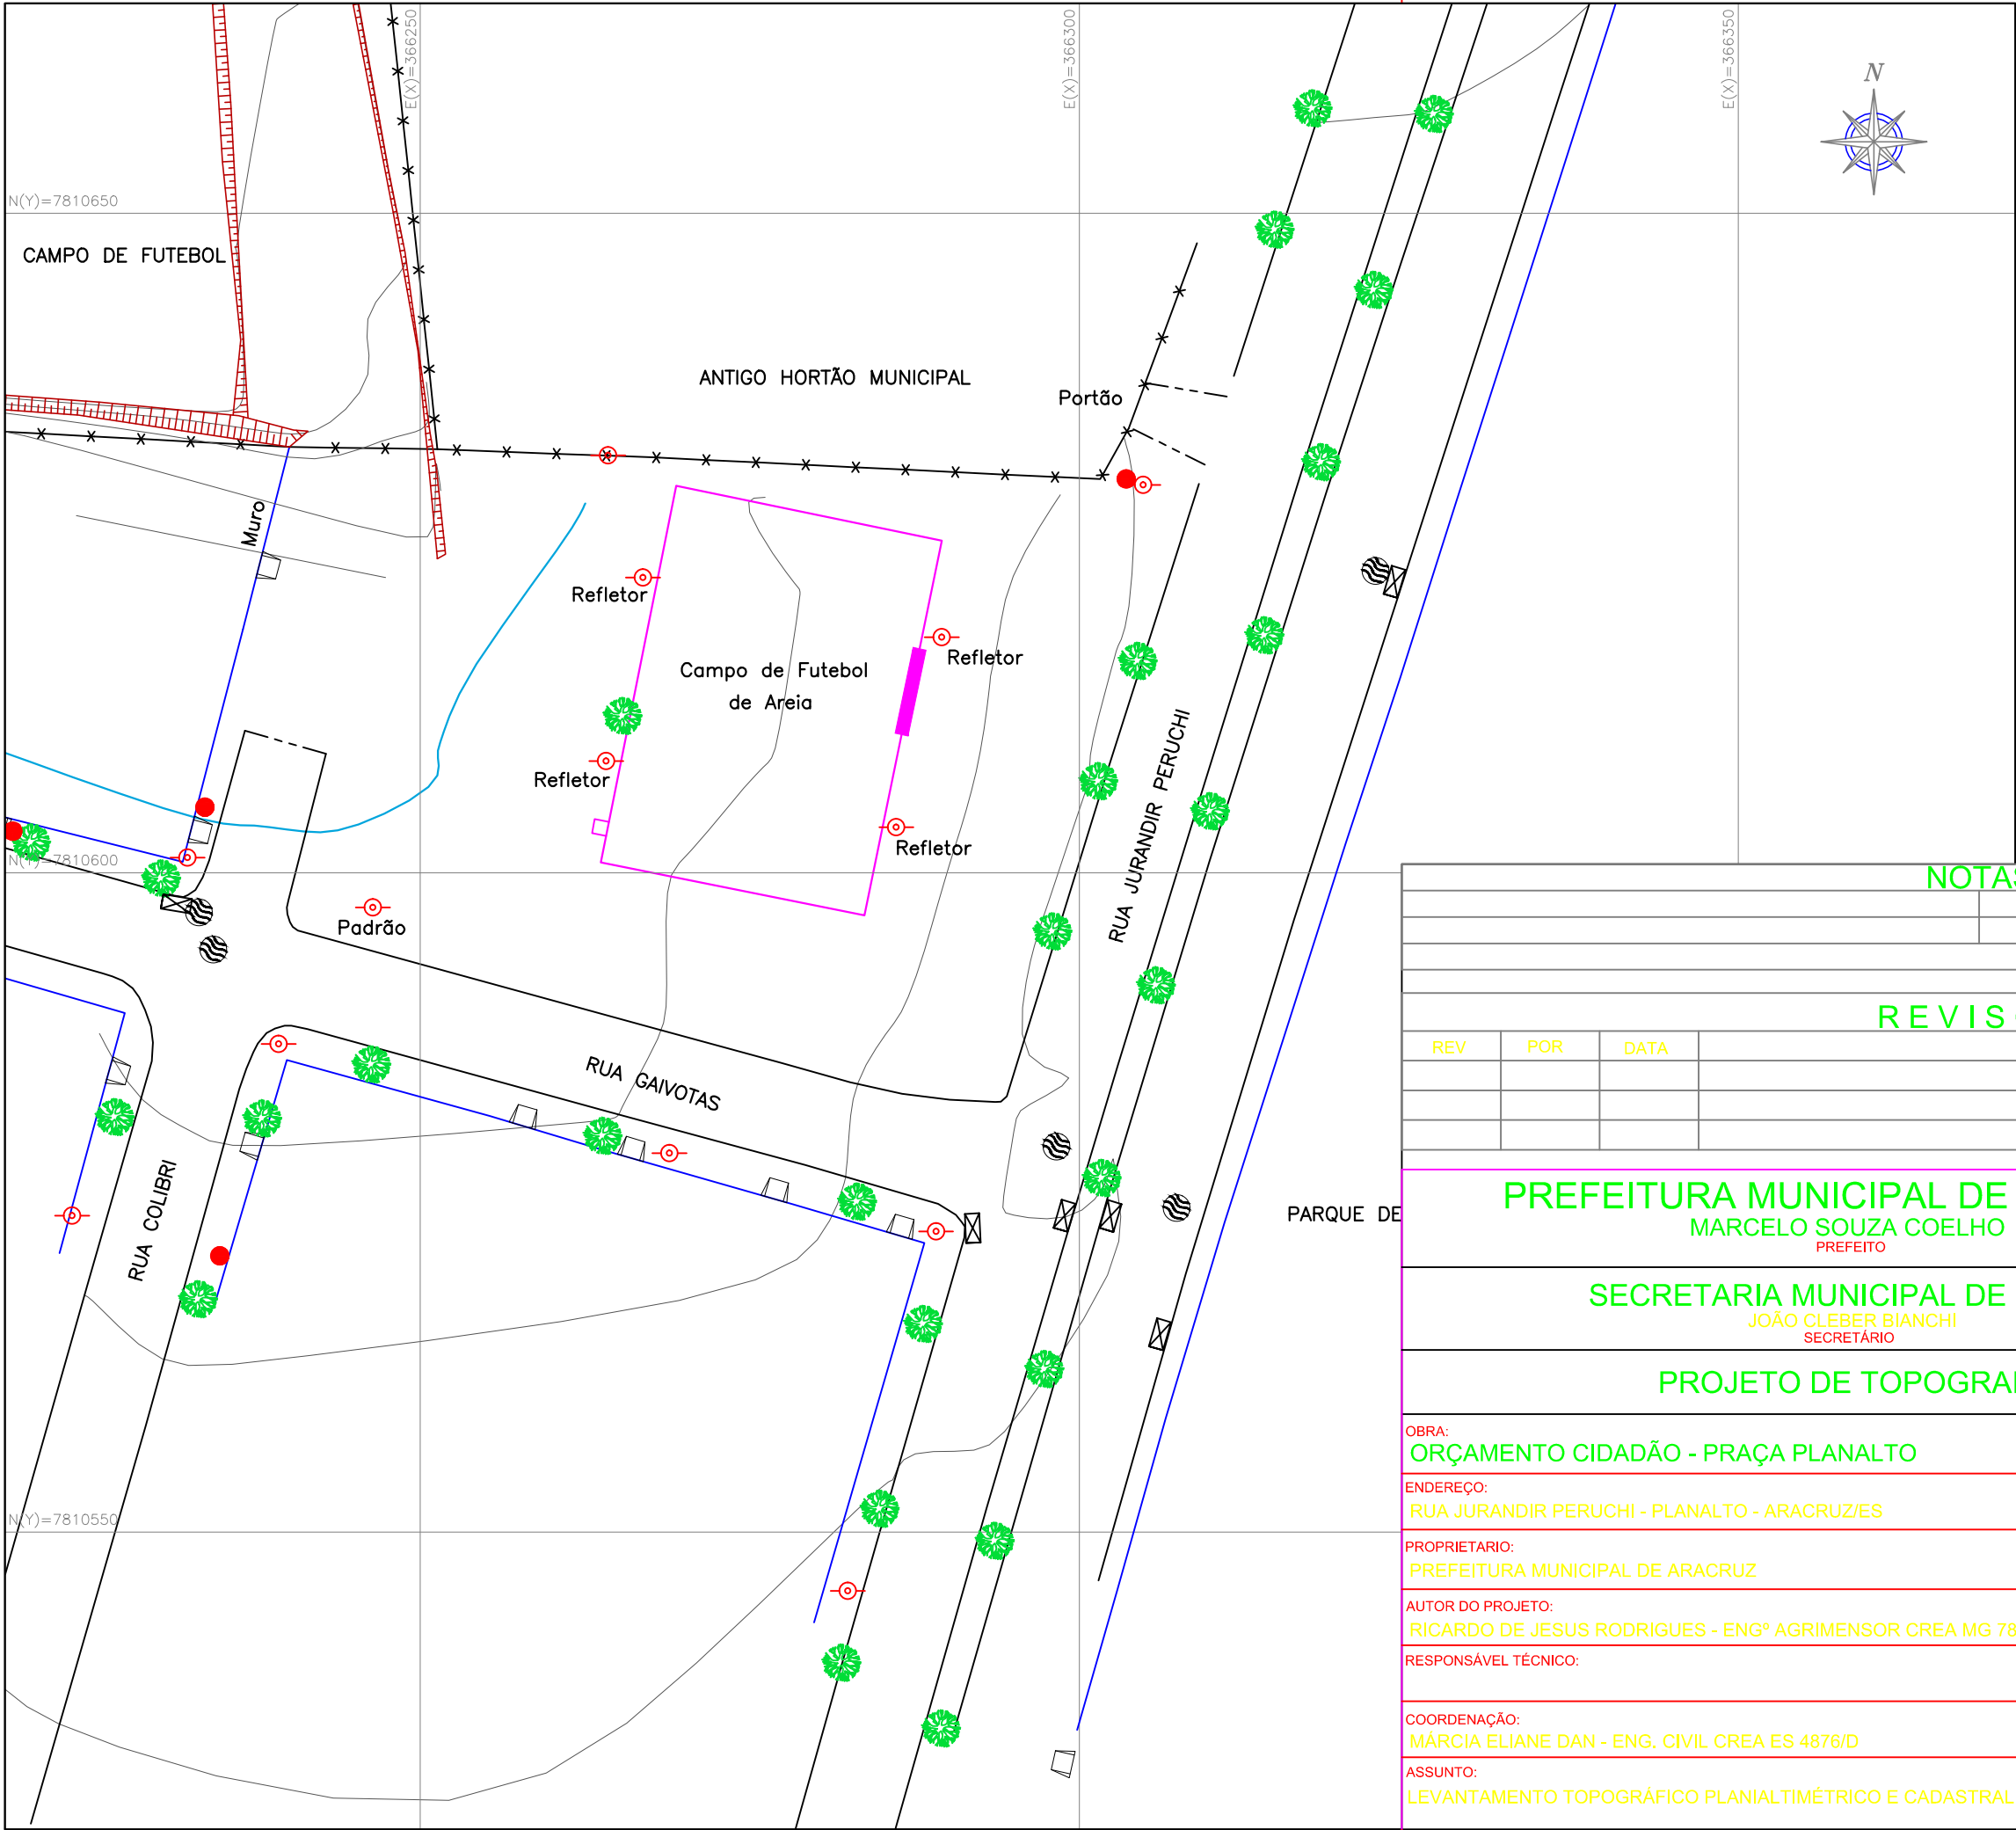 E(X)=366250
E(X)=366300
E(X)=366350
N
N(Y)=7810650
CAMPO DE FUTEBOL
ANTIGO HORTÃO MUNICIPAL
Portão
Muro
Refletor
Refletor
Campo de Futebol
de Areia
Refletor
Refletor
RUA JURANDIR PERUCHI
N(Y)=7810600
Padrão
RUA GAIVOTAS
RUA COLIBRI
PARQUE DE
N(Y)=7810550
NOTAS
REVIS
REV POR DATA
PREFEITURA MUNICIPAL DE
MARCELO SOUZA COELHO
PREFEITO
SECRETARIA MUNICIPAL DE
JOÃO CLEBER BIANCHI
SECRETÁRIO
PROJETO DE TOPOGRA
OBRA:
ORÇAMENTO CIDADÃO - PRAÇA PLANALTO
ENDEREÇO:
RUA JURANDIR PERUCHI - PLANALTO - ARACRUZ/ES
PROPRIETARIO:
PREFEITURA MUNICIPAL DE ARACRUZ
AUTOR DO PROJETO:
RICARDO DE JESUS RODRIGUES - ENGº AGRIMENSOR CREA MG 78
RESPONSÁVEL TÉCNICO:
COORDENAÇÃO:
MÁRCIA ELIANE DAN - ENG. CIVIL CREA ES 4876/D
ASSUNTO:
LEVANTAMENTO TOPOGRÁFICO PLANIALTIMÉTRICO E CADASTRAL